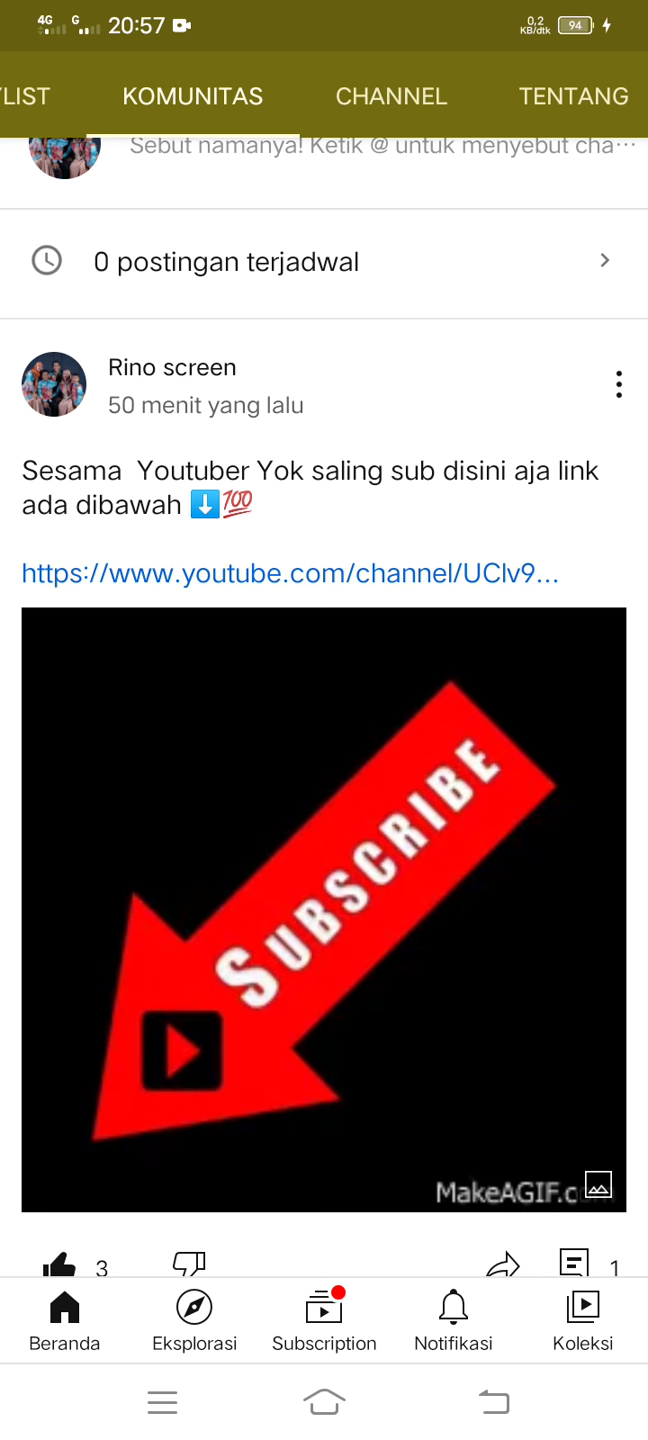 4G G 20:57 0,2 KB/dtk 94
LIST KOMUNITAS CHANNEL TENTANG
Sebut namanya! Ketik @ untuk menyebut cha...
0 postingan terjadwal
Rino screen
50 menit yang lalu
Sesama Youtuber Yok saling sub disini aja link
ada dibawah ⬇️💯
https://www.youtube.com/channel/UClv9...
SUBSCRIBE
MakeAGIF.c
3 1
Beranda Eksplorasi Subscription Notifikasi Koleksi